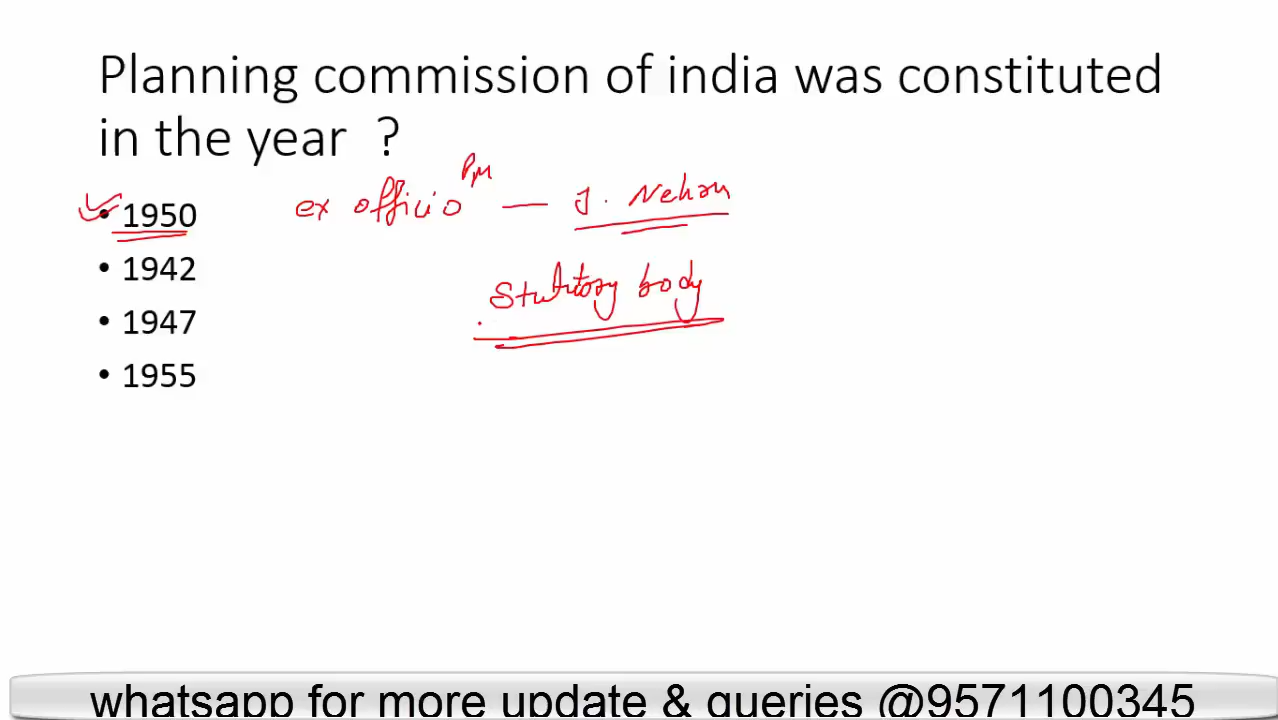 Planning commission of india was constituted
in the year ?
PM
• 1950 ex officio — J. Nehru
• 1942 Stututory body
• 1947
• 1955
whatsapp for more update & queries @9571100345